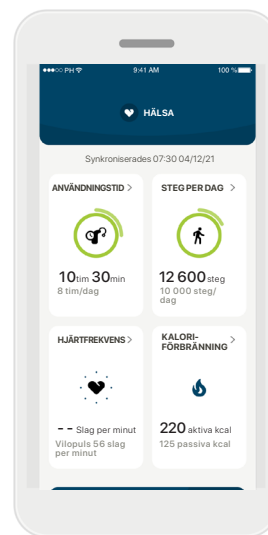 PH 9:41 AM 100 %
HÄLSA
Synkroniserades 07:30 04/12/21
ANVÄNDNINGSTID
10tim 30min
8 tim/dag
STEG PER DAG
12 600 steg
10 000 steg/
dag
HJÄRTFREKVENS
- - Slag per minut
Vilopuls 56 slag
per minut
KALORI-
FÖRBRÄNNING
220 aktiva kcal
125 passiva kcal